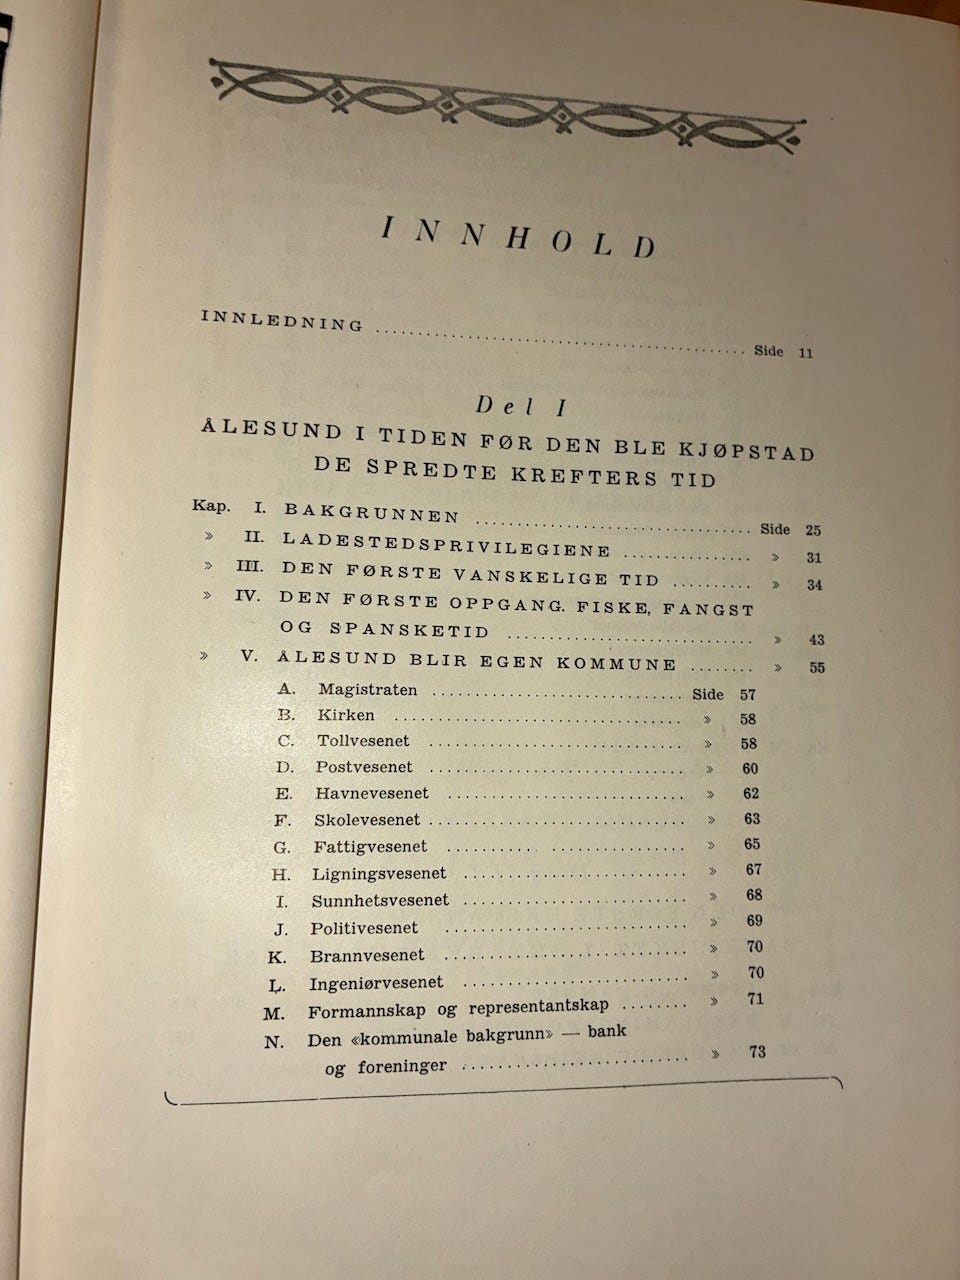 INNHOLD
INNLEDNING ........................................ Side 11
Del I
ÅLESUND I TIDEN FØR DEN BLE KJØPSTAD
DE SPREDTE KREFTERS TID
Kap. I. BAKGRUNNEN .............................. Side 25
» II. LADESTEDSPRIVILEGIENE ............. » 31
» III. DEN FØRSTE VANSKELIGE TID ......... » 34
» IV. DEN FØRSTE OPPGANG. FISKE, FANGST
OG SPANSKETID ........................... » 43
» V. ÅLESUND BLIR EGEN KOMMUNE ....... » 55
A. Magistraten ............................ Side 57
B. Kirken ................................ » 58
C. Tollvesenet ............................ » 58
D. Postvesenet ............................ » 60
E. Havnevesenet .......................... » 62
F. Skolevesenet ............................ » 63
G. Fattigvesenet .......................... » 65
H. Ligningsvesenet ........................ » 67
I. Sunnhetsvesenet ........................ » 68
J. Politivesenet .......................... » 69
K. Brannvesenet .......................... » 70
L. Ingeniørvesenet ........................ » 70
M. Formannskap og representantskap ........ » 71
N. Den «kommunale bakgrunn» — bank
og foreninger .......................... » 73